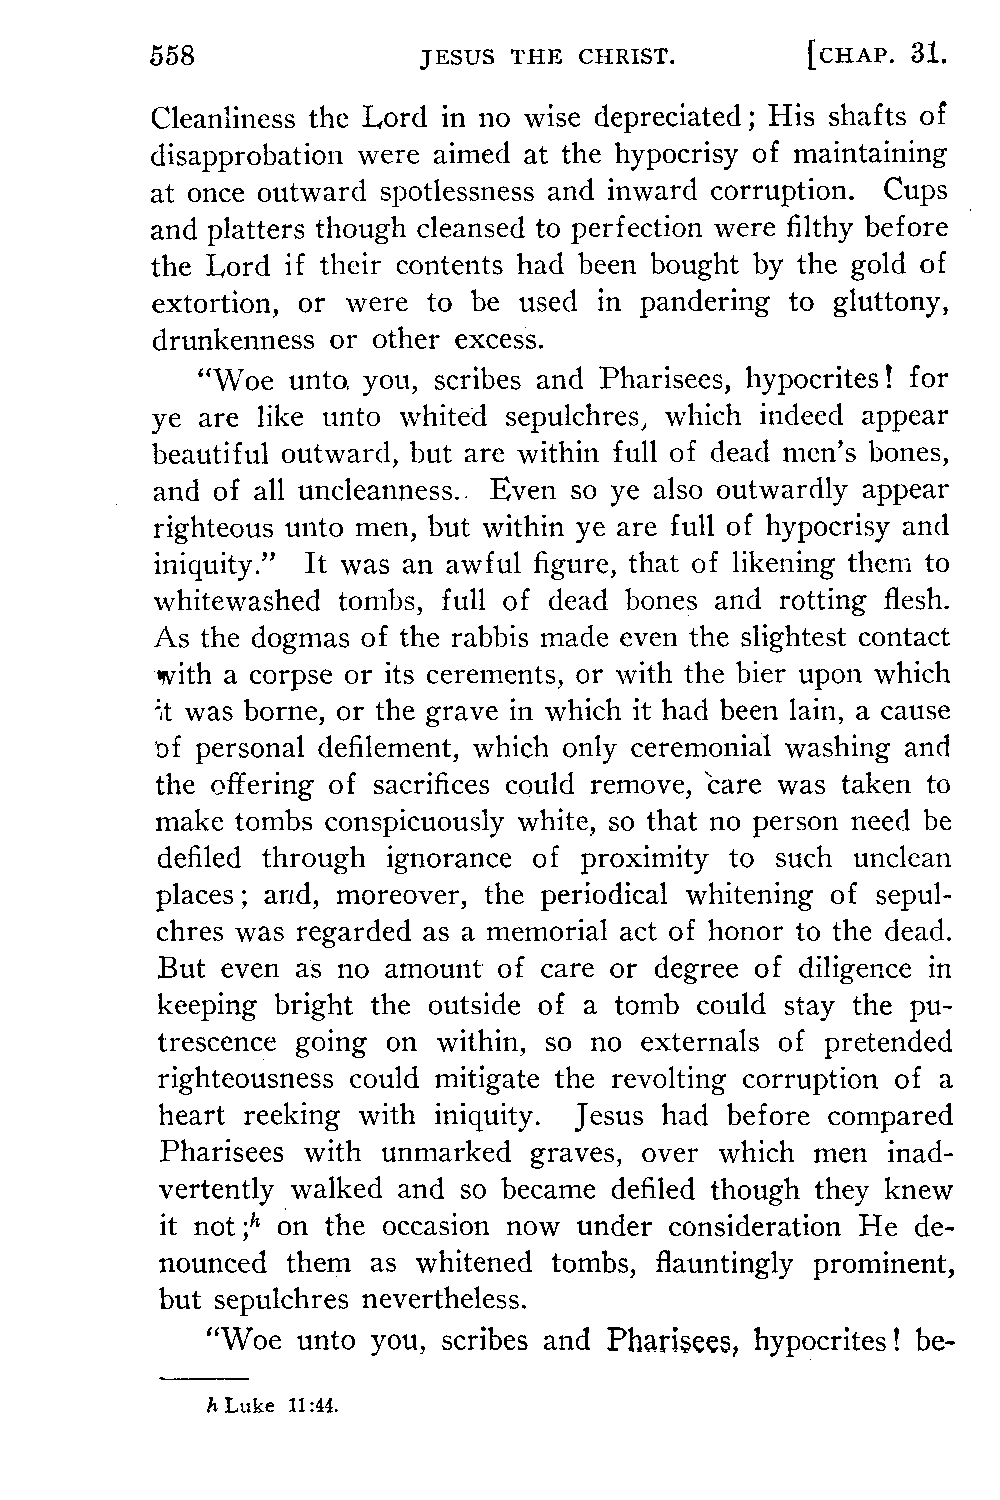 558 JESUS THE CHRIST. [CHAP. 31.
Cleanliness the Lord in no wise depreciated; His shafts of
disapprobation were aimed at the hypocrisy of maintaining
at once outward spotlessness and inward corruption. Cups
and platters though cleansed to perfection were filthy before
the Lord if their contents had been bought by the gold of
extortion, or were to be used in pandering to gluttony,
drunkenness or other excess.
"Woe unto you, scribes and Pharisees, hypocrites! for
ye are like unto whited sepulchres, which indeed appear
beautiful outward, but are within full of dead men's bones,
and of all uncleanness. Even so ye also outwardly appear
righteous unto men, but within ye are full of hypocrisy and
iniquity." It was an awful figure, that of likening them to
whitewashed tombs, full of dead bones and rotting flesh.
As the dogmas of the rabbis made even the slightest contact
with a corpse or its cerements, or with the bier upon which
it was borne, or the grave in which it had been lain, a cause
of personal defilement, which only ceremonial washing and
the offering of sacrifices could remove, care was taken to
make tombs conspicuously white, so that no person need be
defiled through ignorance of proximity to such unclean
places; and, moreover, the periodical whitening of sepul-
chres was regarded as a memorial act of honor to the dead.
But even as no amount of care or degree of diligence in
keeping bright the outside of a tomb could stay the pu-
trescence going on within, so no externals of pretended
righteousness could mitigate the revolting corruption of a
heart reeking with iniquity. Jesus had before compared
Pharisees with unmarked graves, over which men inad-
vertently walked and so became defiled though they knew
it not;h on the occasion now under consideration He de-
nounced them as whitened tombs, flauntingly prominent,
but sepulchres nevertheless.
"Woe unto you, scribes and Pharisees, hypocrites! be-
h Luke 11:44.